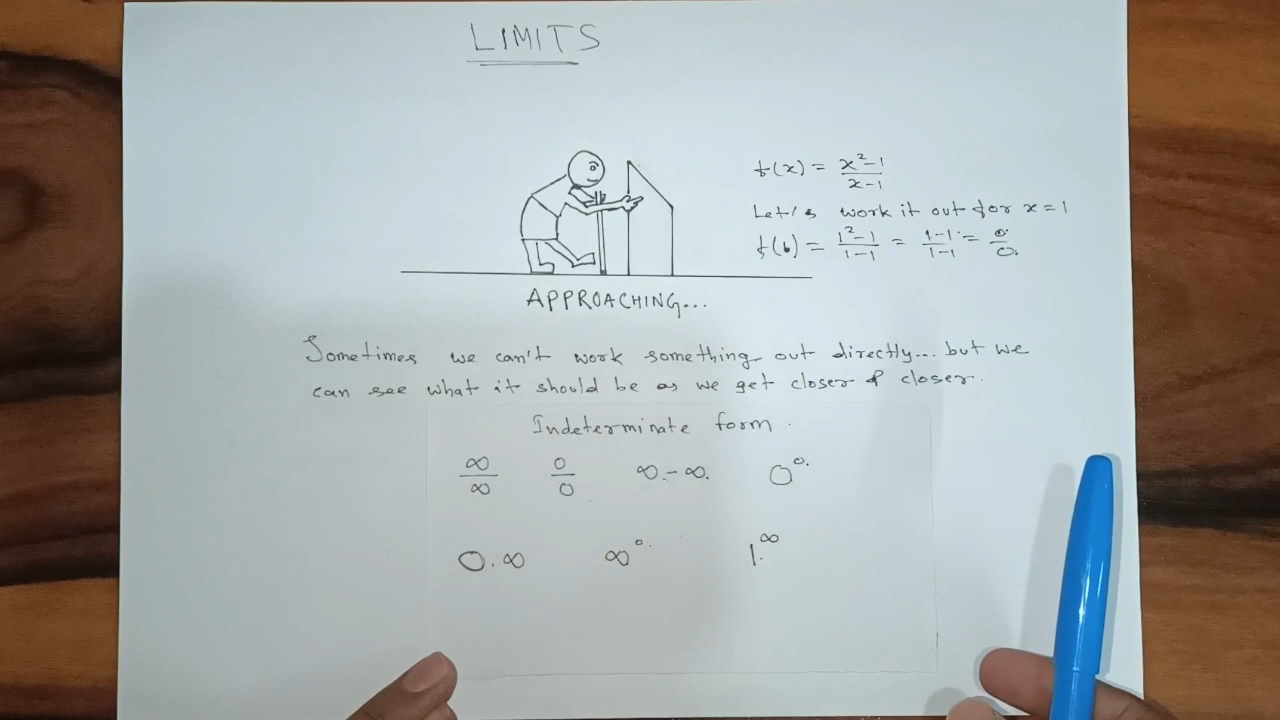 LIMITS
f(x) = x²-1 / x-1
Let's work it out for x=1
f(1) = 1²-1 / 1-1 = 1-1 / 1-1 = 0/0
APPROACHING...
Sometimes we can't work something out directly... but we
can see what it should be as we get closer & closer.
Indeterminate form
∞/∞ 0/0 ∞-∞ 0⁰
0.∞ ∞⁰ 1^∞